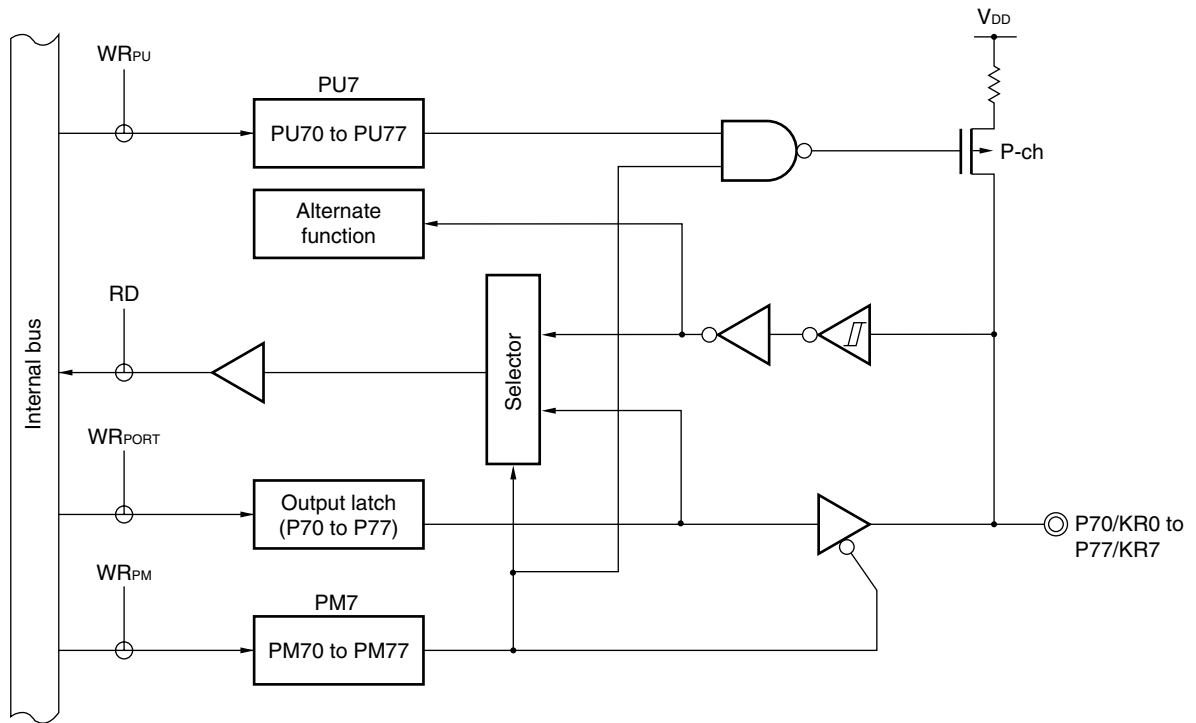 VDD
WRPU
PU7
PU70 to PU77
P-ch
Alternate
function
RD
Internal bus
Selector
WRPORT
Output latch
(P70 to P77)
P70/KR0 to
P77/KR7
WRPM
PM7
PM70 to PM77